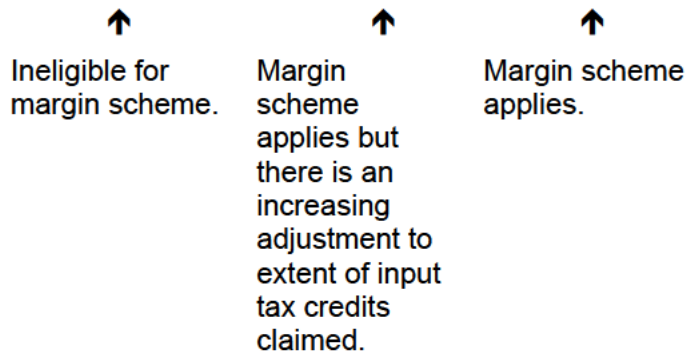 Ineligible for
margin scheme.
Margin
scheme
applies but
there is an
increasing
adjustment to
extent of input
tax credits
claimed.
Margin scheme
applies.